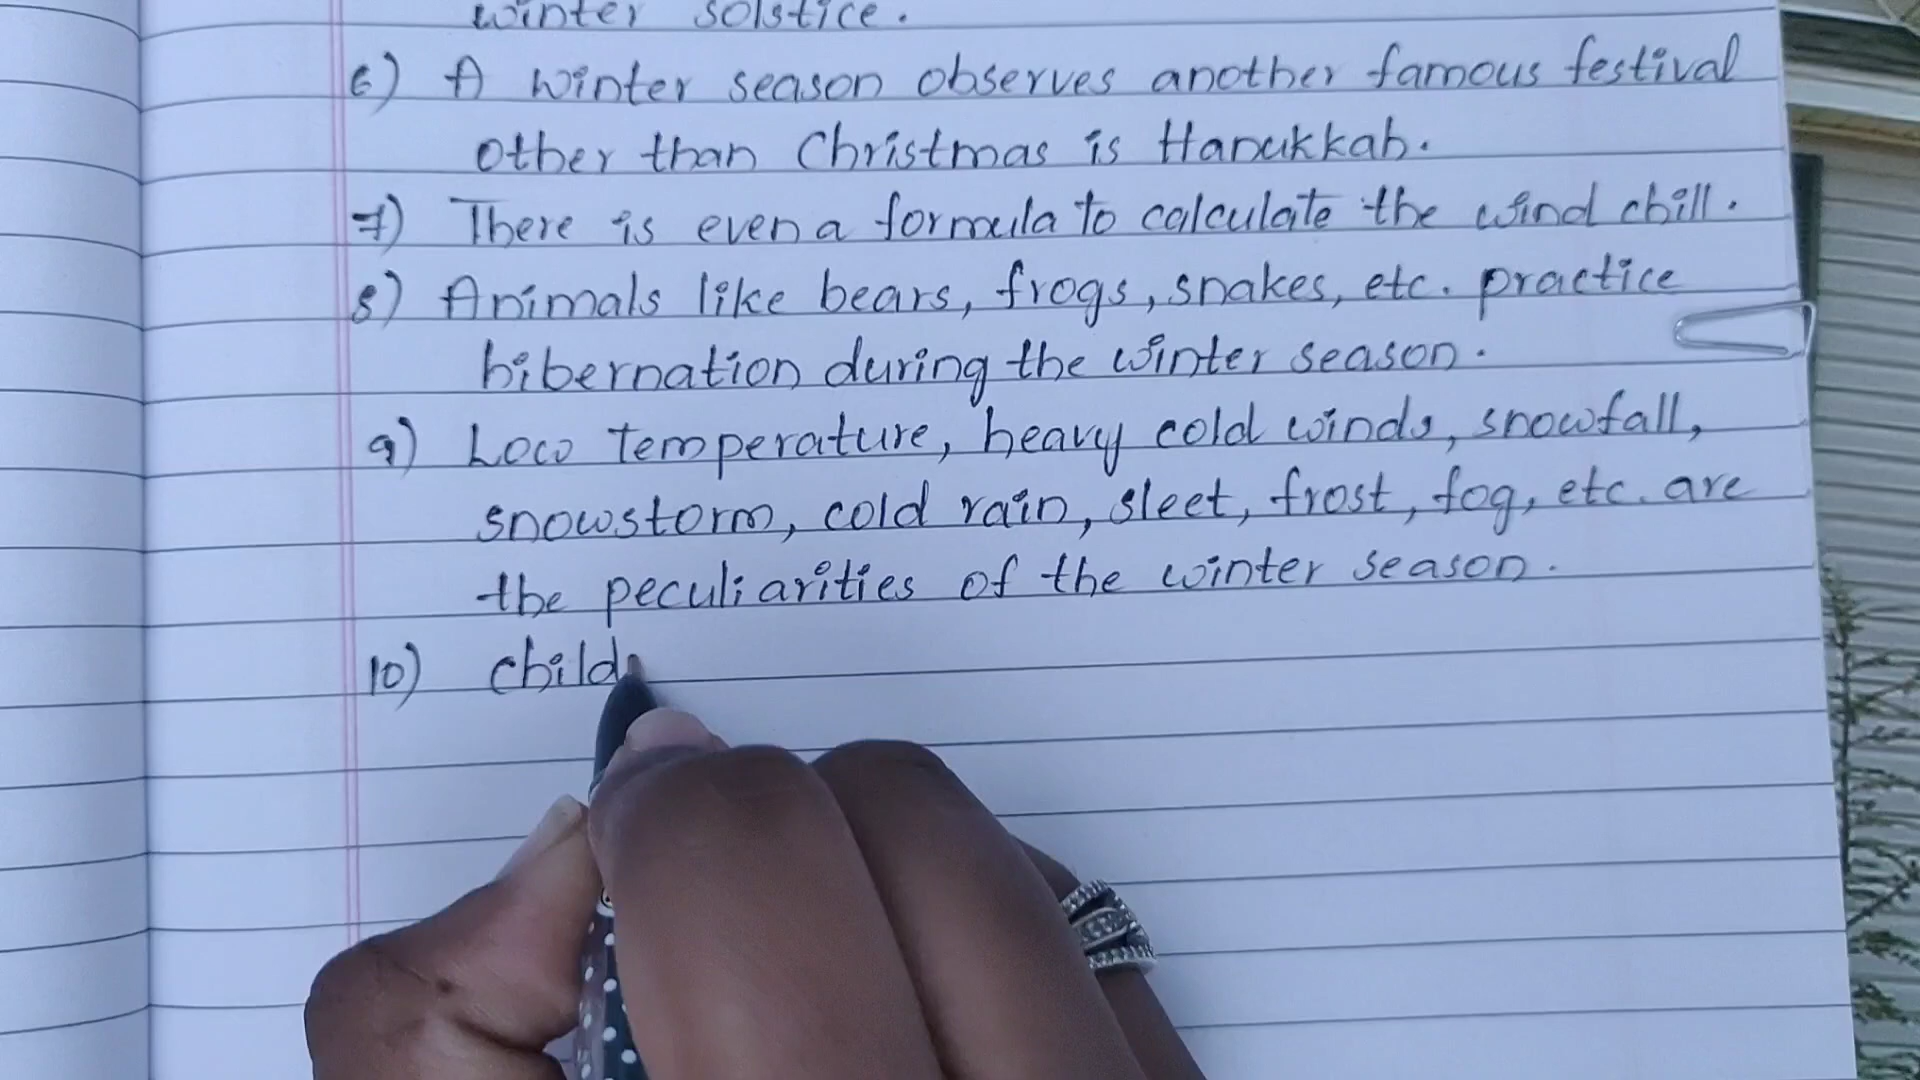 winter solstice.
6) A winter season observes another famous festival
other than Christmas is Hanukkah.
7) There is even a formula to calculate the wind chill.
8) Animals like bears, frogs, snakes, etc. practice
hibernation during the winter season.
9) Low temperature, heavy cold winds, snowfall,
snowstorm, cold rain, sleet, frost, fog, etc. are
the peculiarities of the winter season.
10) child